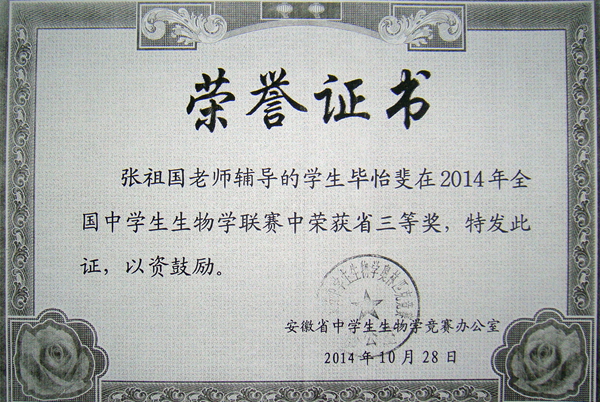 荣誉证书
张祖国老师辅导的学生毕怡斐在2014年全
国中学生生物学联赛中荣获省三等奖，特发此
证，以资鼓励。
安徽省中学生生物学竞赛办公室
2014年10月28日